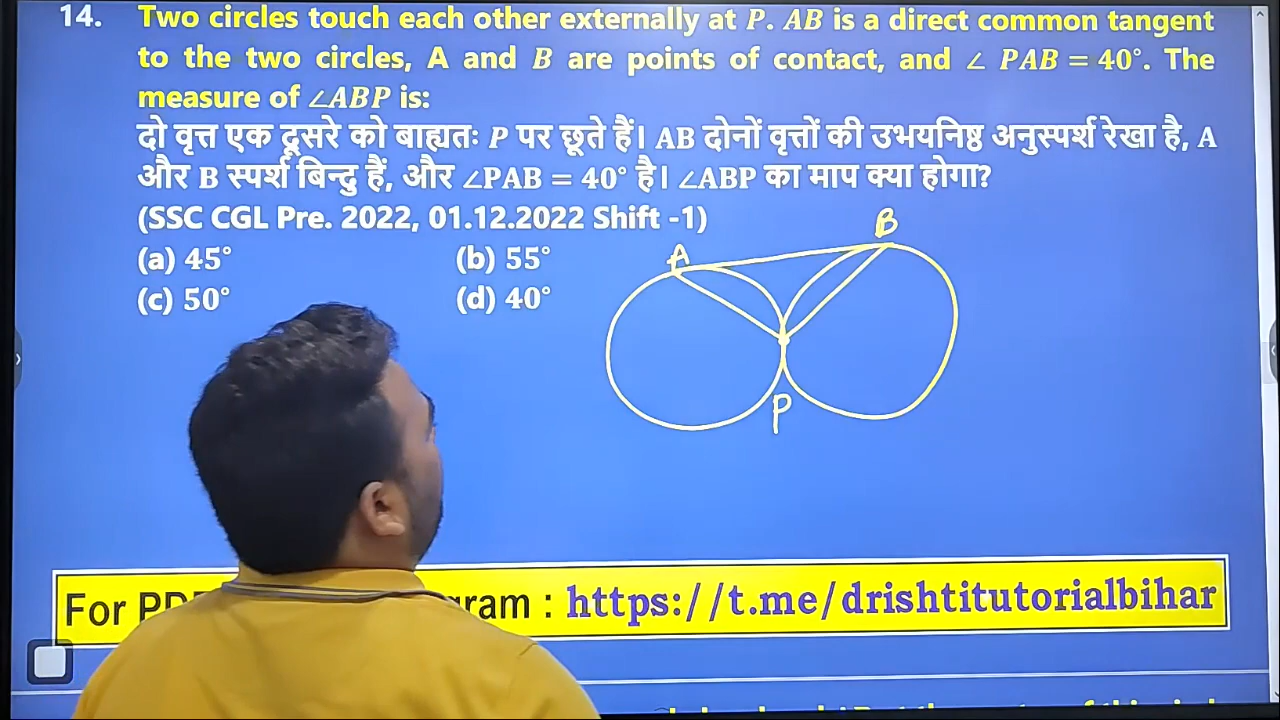 14. Two circles touch each other externally at P. AB is a direct common tangent
to the two circles, A and B are points of contact, and ∠ PAB = 40°. The
measure of ∠ABP is:
दो वृत्त एक दूसरे को बाह्यतः P पर छूते हैं। AB दोनों वृत्तों की उभयनिष्ठ अनुस्पर्श रेखा है, A
और B स्पर्श बिन्दु हैं, और ∠PAB = 40° है। ∠ABP का माप क्या होगा?
(SSC CGL Pre. 2022, 01.12.2022 Shift -1)
(a) 45° (b) 55°
(c) 50° (d) 40°
A B
P
For gram : https://t.me/drishtitutorialbihar